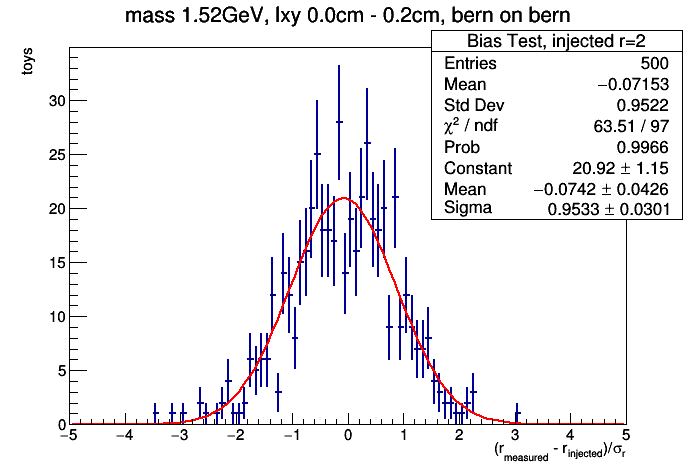 mass 1.52GeV, lxy 0.0cm - 0.2cm, bern on bern
Bias Test, injected r=2
Entries 500
Mean −0.07153
Std Dev 0.9522
χ² / ndf 63.51 / 97
Prob 0.9966
Constant 20.92 ± 1.15
Mean −0.0742 ± 0.0426
Sigma 0.9533 ± 0.0301
toys
30
25
20
15
10
5
0
−5 −4 −3 −2 −1 0 1 2 3 4 5
(r_measured - r_injected)/σ_r